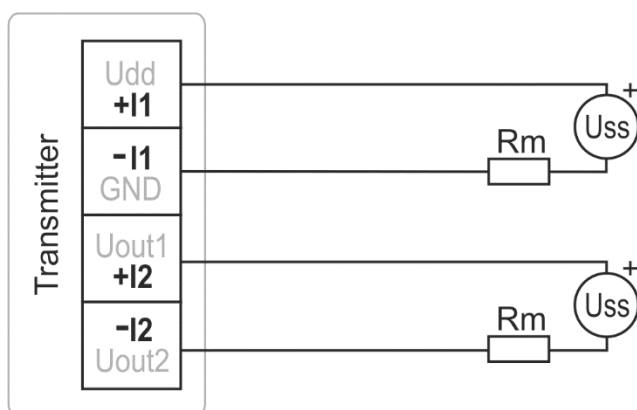 Transmitter
Udd
+I1
-I1
GND
Uout1
+I2
-I2
Uout2
Rm
+
Uss
Rm
+
Uss